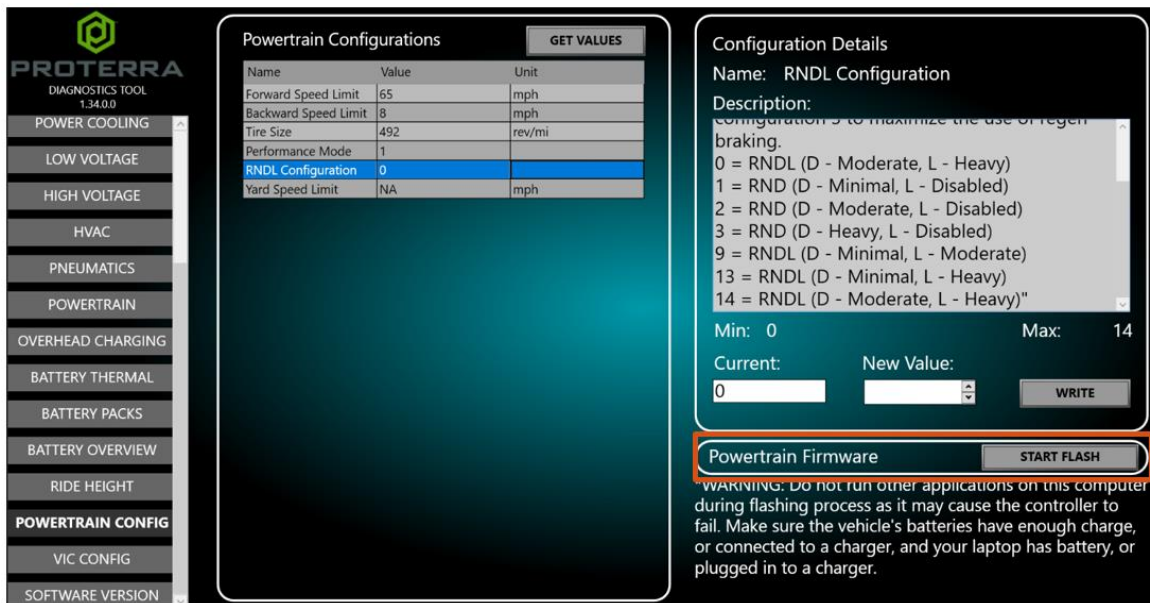 PROTERRA
DIAGNOSTICS TOOL
1.34.0.0
POWER COOLING
LOW VOLTAGE
HIGH VOLTAGE
HVAC
PNEUMATICS
POWERTRAIN
OVERHEAD CHARGING
BATTERY THERMAL
BATTERY PACKS
BATTERY OVERVIEW
RIDE HEIGHT
POWERTRAIN CONFIG
VIC CONFIG
SOFTWARE VERSION
Powertrain Configurations
GET VALUES
Name Value Unit
Forward Speed Limit 65 mph
Backward Speed Limit 8 mph
Tire Size 492 rev/mi
Performance Mode 1
RNDL Configuration 0
Yard Speed Limit NA mph
Configuration Details
Name: RNDL Configuration
Description:
configuration 3 to maximize the use of regen
braking.
0 = RNDL (D - Moderate, L - Heavy)
1 = RND (D - Minimal, L - Disabled)
2 = RND (D - Moderate, L - Disabled)
3 = RND (D - Heavy, L - Disabled)
9 = RNDL (D - Minimal, L - Moderate)
13 = RNDL (D - Minimal, L - Heavy)
14 = RNDL (D - Moderate, L - Heavy)"
Min: 0 Max: 14
Current: New Value:
0
WRITE
Powertrain Firmware
START FLASH
"WARNING: Do not run other applications on this computer
during flashing process as it may cause the controller to
fail. Make sure the vehicle's batteries have enough charge,
or connected to a charger, and your laptop has battery, or
plugged in to a charger.